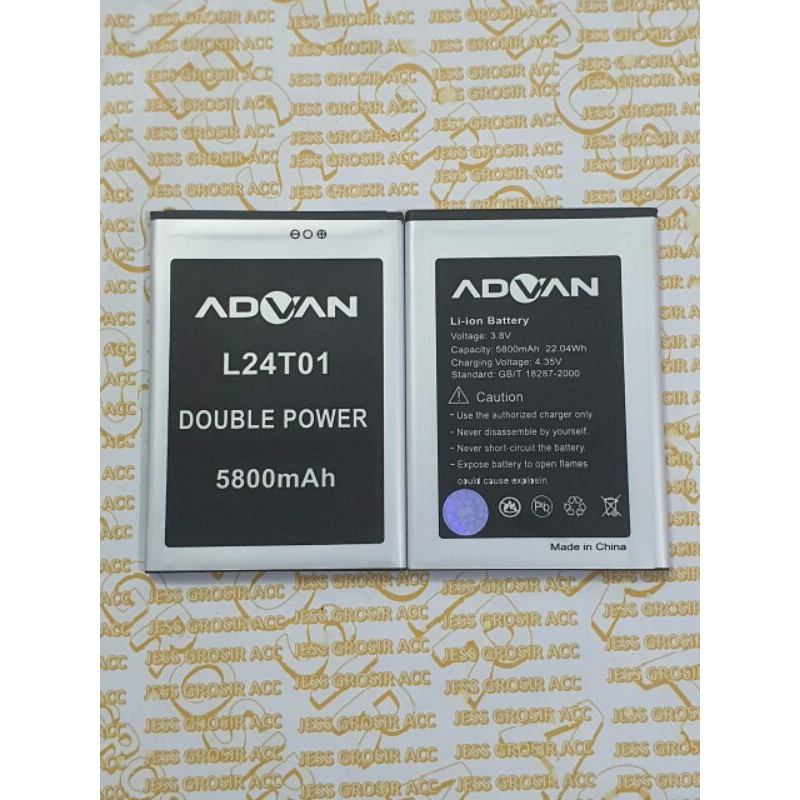 ADVAN
L24T01
DOUBLE POWER
5800mAh
ADVAN
Li-ion Battery
Voltage: 3.8V
Capacity: 5800mAh 22.04Wh
Charging Voltage: 4.35V
Standard: GB/T 18287-2000
Caution
- Use the authorized charger only
- Never disassemble by yourself.
- Never short-circuit the battery.
- Expose battery to open flames
could cause explosin.
Pb
Made in China
JESS GROSIR ACC